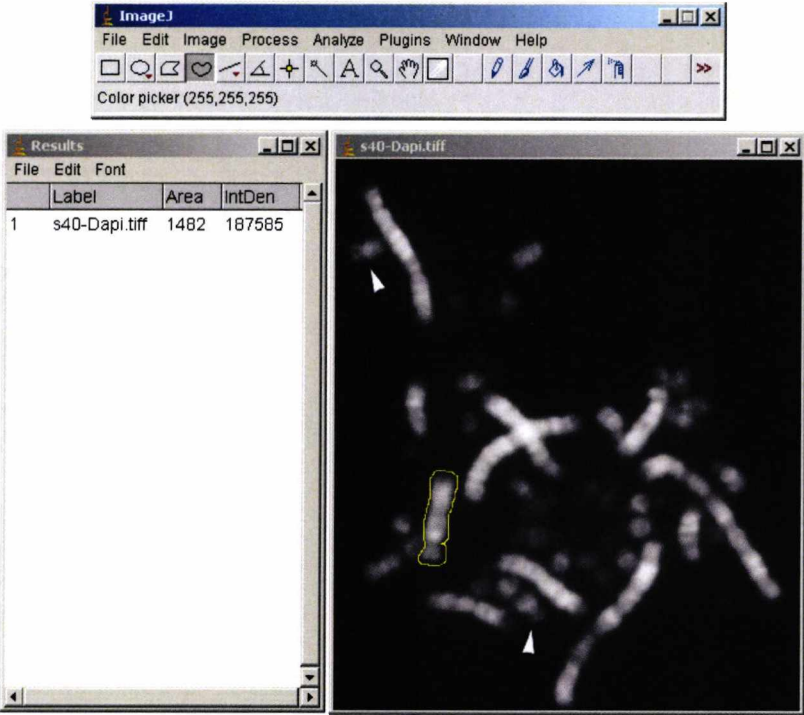 ImageJ
File Edit Image Process Analyze Plugins Window Help
A
Color picker (255,255,255)
Results
File Edit Font
Label Area IntDen
1 s40-Dapi.tiff 1482 187585
s40-Dapi.tiff